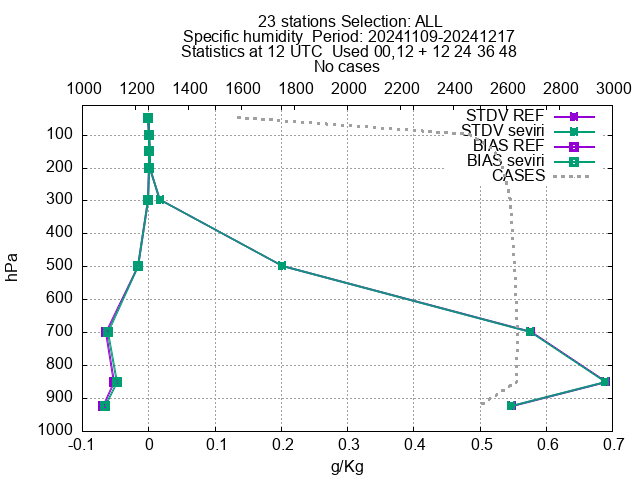 23 stations Selection: ALL
Specific humidity  Period: 20241109-20241217
Statistics at 12 UTC  Used 00,12 + 12 24 36 48
No cases
1000 1200 1400 1600 1800 2000 2200 2400 2600 2800 3000
STDV REF
STDV seviri
BIAS REF
BIAS seviri
CASES
100
200
300
400
500
600
700
800
900
1000
hPa
-0.1 0 0.1 0.2 0.3 0.4 0.5 0.6 0.7
g/Kg